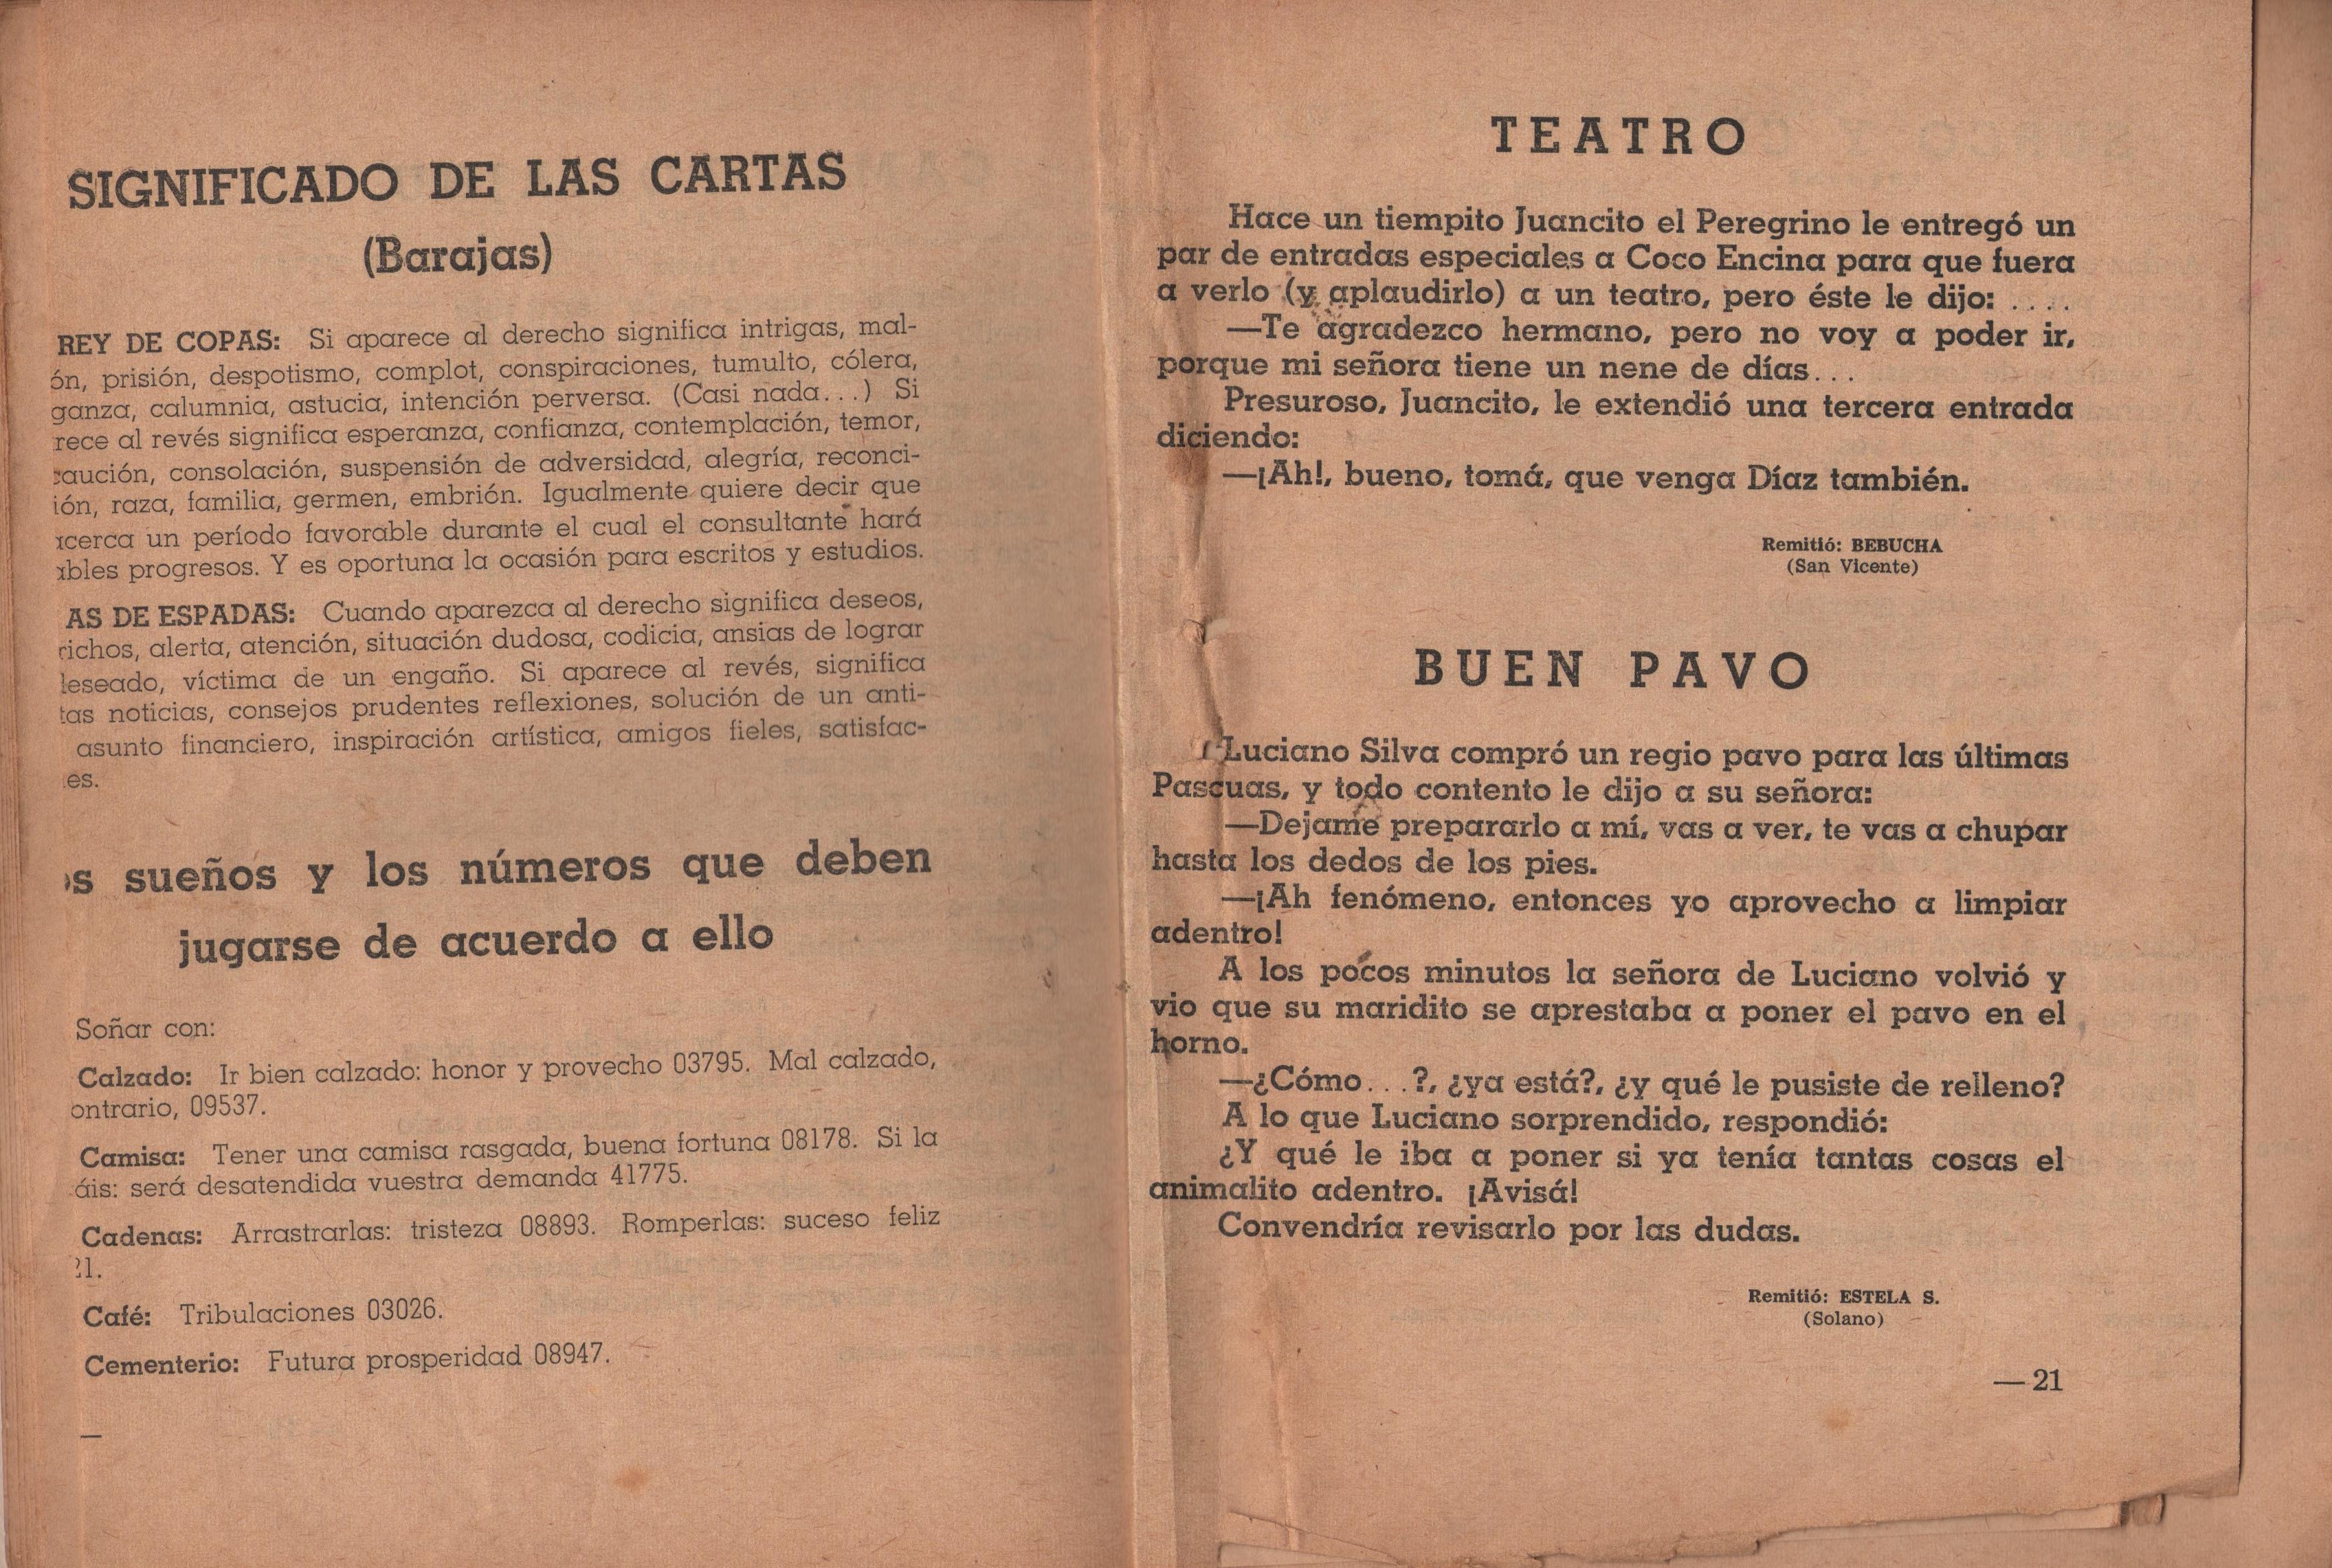 SIGNIFICADO DE LAS CARTAS
(Barajas)
REY DE COPAS: Si aparece al derecho significa intrigas, mal-
ón, prisión, despotismo, complot, conspiraciones, tumulto, cólera,
ganza, calumnia, astucia, intención perversa. (Casi nada...) Si
rece al revés significa esperanza, confianza, contemplación, temor,
caución, consolación, suspensión de adversidad, alegría, reconci-
ión, raza, familia, germen, embrión. Igualmente quiere decir que
acerca un período favorable durante el cual el consultante hará
ables progresos. Y es oportuna la ocasión para escritos y estudios.
AS DE ESPADAS: Cuando aparezca al derecho significa deseos,
richos, alerta, atención, situación dudosa, codicia, ansias de lograr
deseado, víctima de un engaño. Si aparece al revés, significa
tas noticias, consejos prudentes reflexiones, solución de un anti-
asunto financiero, inspiración artística, amigos fieles, satisfac-
es.
os sueños y los números que deben
jugarse de acuerdo a ello
Soñar con:
Calzado: Ir bien calzado: honor y provecho 03795. Mal calzado,
ontrario, 09537.
Camisa: Tener una camisa rasgada, buena fortuna 08178. Si la
áis: será desatendida vuestra demanda 41775.
Cadenas: Arrastrarlas: tristeza 08893. Romperlas: suceso feliz
21.
Café: Tribulaciones 03026.
Cementerio: Futura prosperidad 08947.
—
TEATRO
Hace un tiempito Juancito el Peregrino le entregó un
par de entradas especiales a Coco Encina para que fuera
a verlo (y aplaudirlo) a un teatro, pero éste le dijo: ....
—Te agradezco hermano, pero no voy a poder ir,
porque mi señora tiene un nene de días...
Presuroso, Juancito, le extendió una tercera entrada
diciendo:
—¡Ah!, bueno, tomá, que venga Díaz también.
Remitió: BEBUCHA
(San Vicente)
BUEN PAVO
Luciano Silva compró un regio pavo para las últimas
Pascuas, y todo contento le dijo a su señora:
—Dejame prepararlo a mí, vas a ver, te vas a chupar
hasta los dedos de los pies.
—¡Ah fenómeno, entonces yo aprovecho a limpiar
adentro!
A los pocos minutos la señora de Luciano volvió y
vio que su maridito se aprestaba a poner el pavo en el
horno.
—¿Cómo...?, ¿ya está?, ¿y qué le pusiste de relleno?
A lo que Luciano sorprendido, respondió:
¿Y qué le iba a poner si ya tenía tantas cosas el
animalito adentro. ¡Avisá!
Convendría revisarlo por las dudas.
Remitió: ESTELA S.
(Solano)
—21